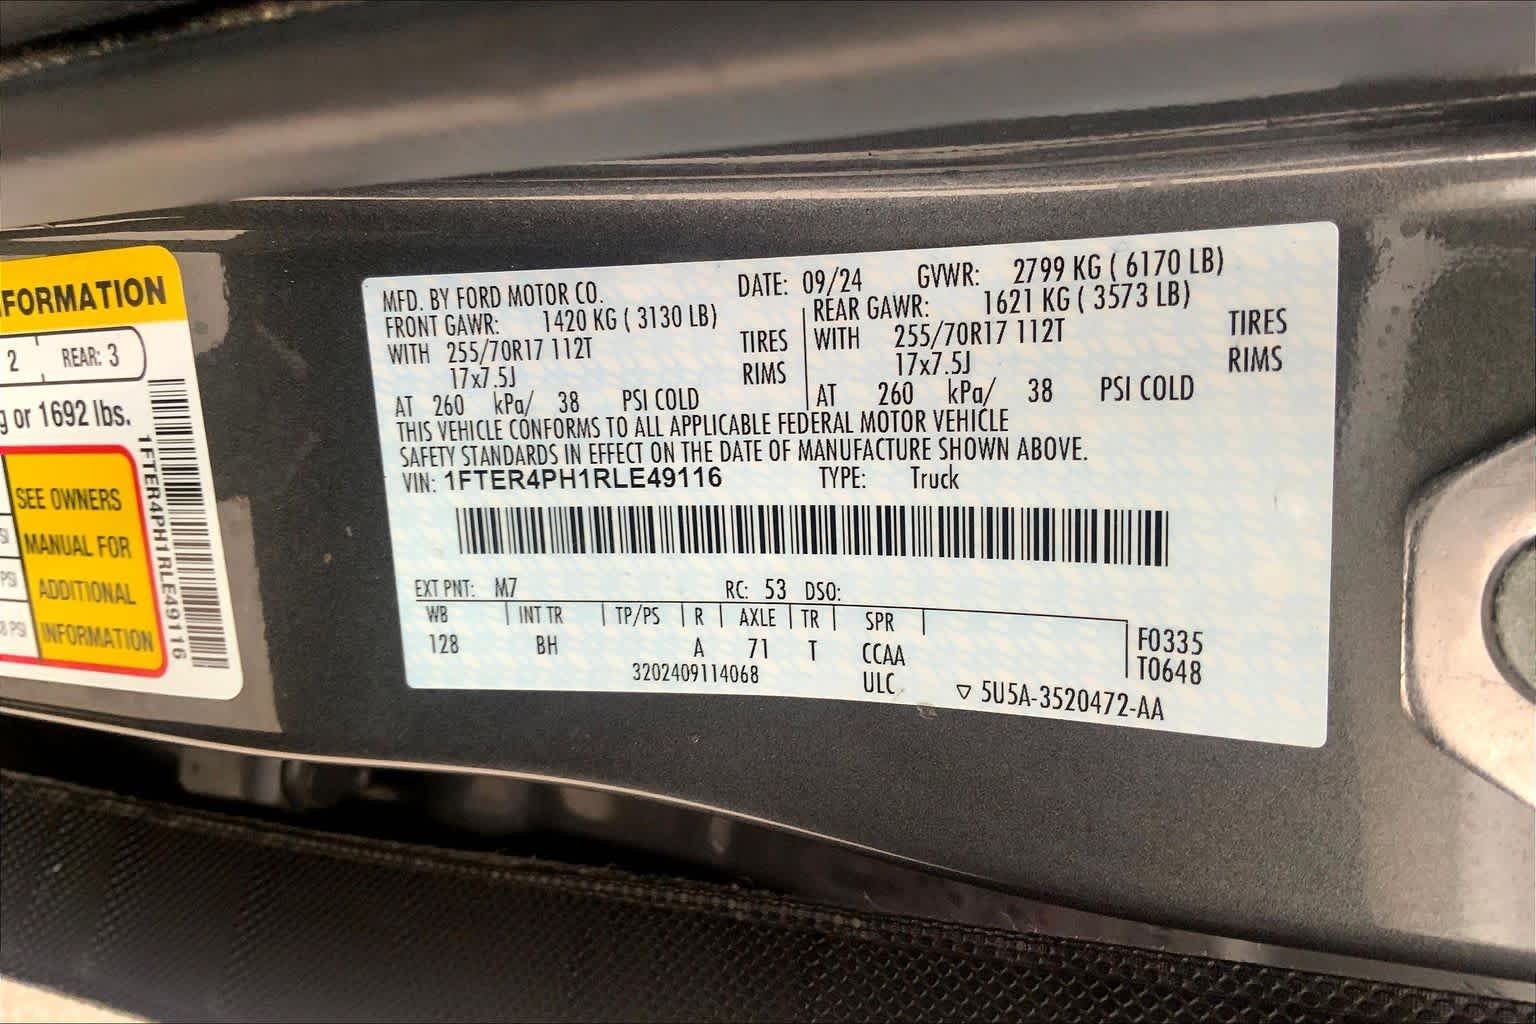 FORMATION
2 REAR: 3
g or 1692 lbs.
SEE OWNERS
MANUAL FOR
ADDITIONAL
INFORMATION
PSI
8 PSI
1FTER4PH1RLE49116
MFD. BY FORD MOTOR CO. DATE: 09/24 GVWR: 2799 KG ( 6170 LB)
FRONT GAWR: 1420 KG ( 3130 LB) REAR GAWR: 1621 KG ( 3573 LB)
WITH 255/70R17 112T TIRES WITH 255/70R17 112T TIRES
17x7.5J RIMS 17x7.5J RIMS
AT 260 kPa/ 38 PSI COLD AT 260 kPa/ 38 PSI COLD
THIS VEHICLE CONFORMS TO ALL APPLICABLE FEDERAL MOTOR VEHICLE
SAFETY STANDARDS IN EFFECT ON THE DATE OF MANUFACTURE SHOWN ABOVE.
VIN: 1FTER4PH1RLE49116 TYPE: Truck
EXT PNT: M7 RC: 53 DSO:
WB INT TR TP/PS R AXLE TR SPR
128 BH A 71 T CCAA F0335
3202409114068 ULC T0648
▽ 5U5A-3520472-AA